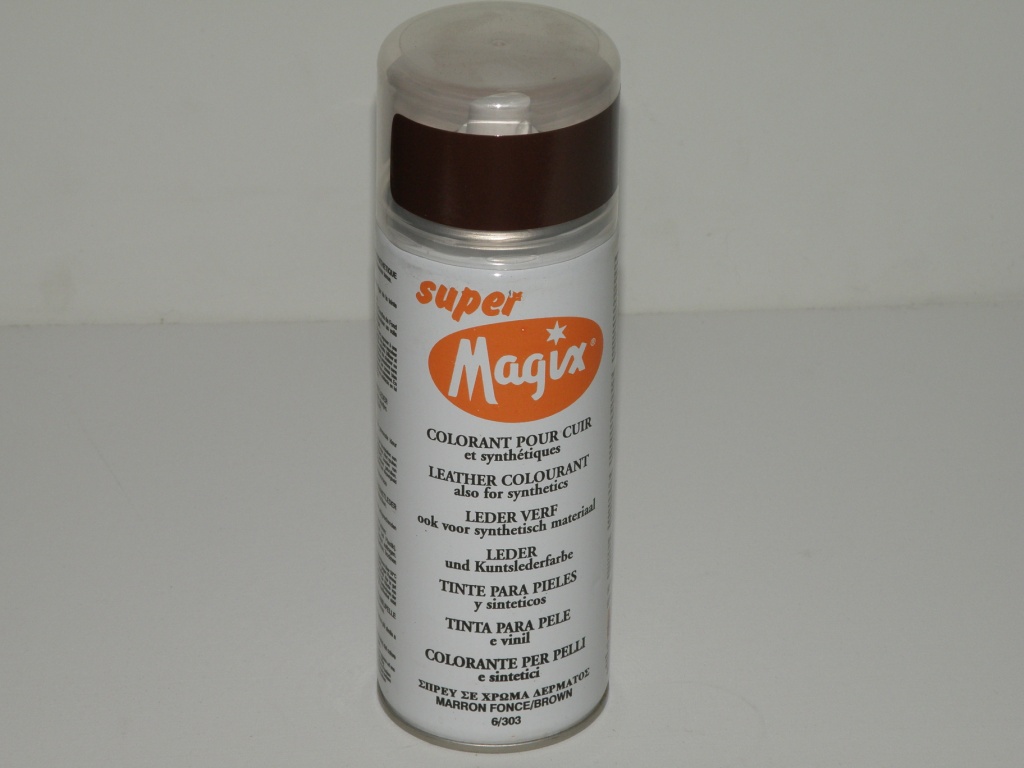 super
Magix®
COLORANT POUR CUIR
et synthétiques
LEATHER COLOURANT
also for synthetics
LEDER VERF
ook voor synthetisch materiaal
LEDER
und Kuntslederfarbe
TINTE PARA PIELES
y sinteticos
TINTA PARA PELE
e vinil
COLORANTE PER PELLI
e sintetici
ΣΠΡΕΥ ΣΕ ΧΡΩΜΑ ΔΕΡΜΑΤΟΣ
MARRON FONCE/BROWN
6/303